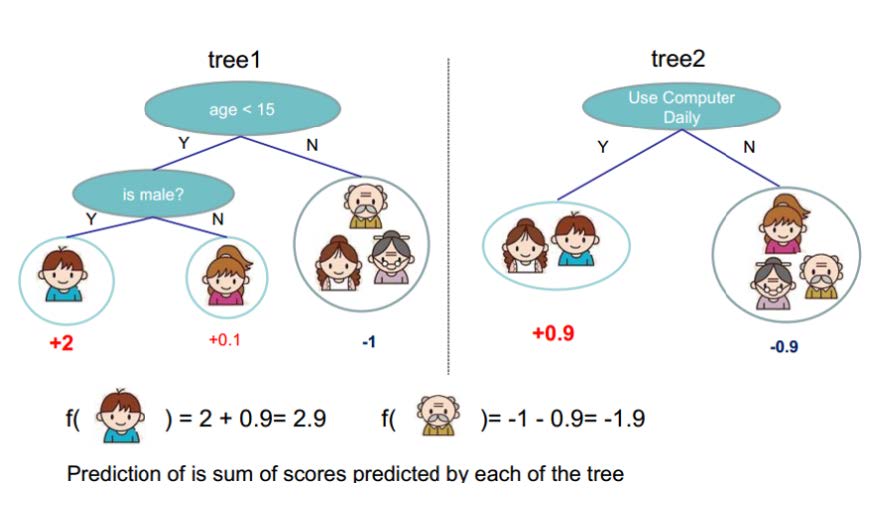 tree1
tree2
age < 15
Use Computer
Daily
Y
N
Y
N
is male?
Y
N
+2
+0.1
-1
+0.9
-0.9
f( ) = 2 + 0.9= 2.9
f( )= -1 - 0.9= -1.9
Prediction of is sum of scores predicted by each of the tree